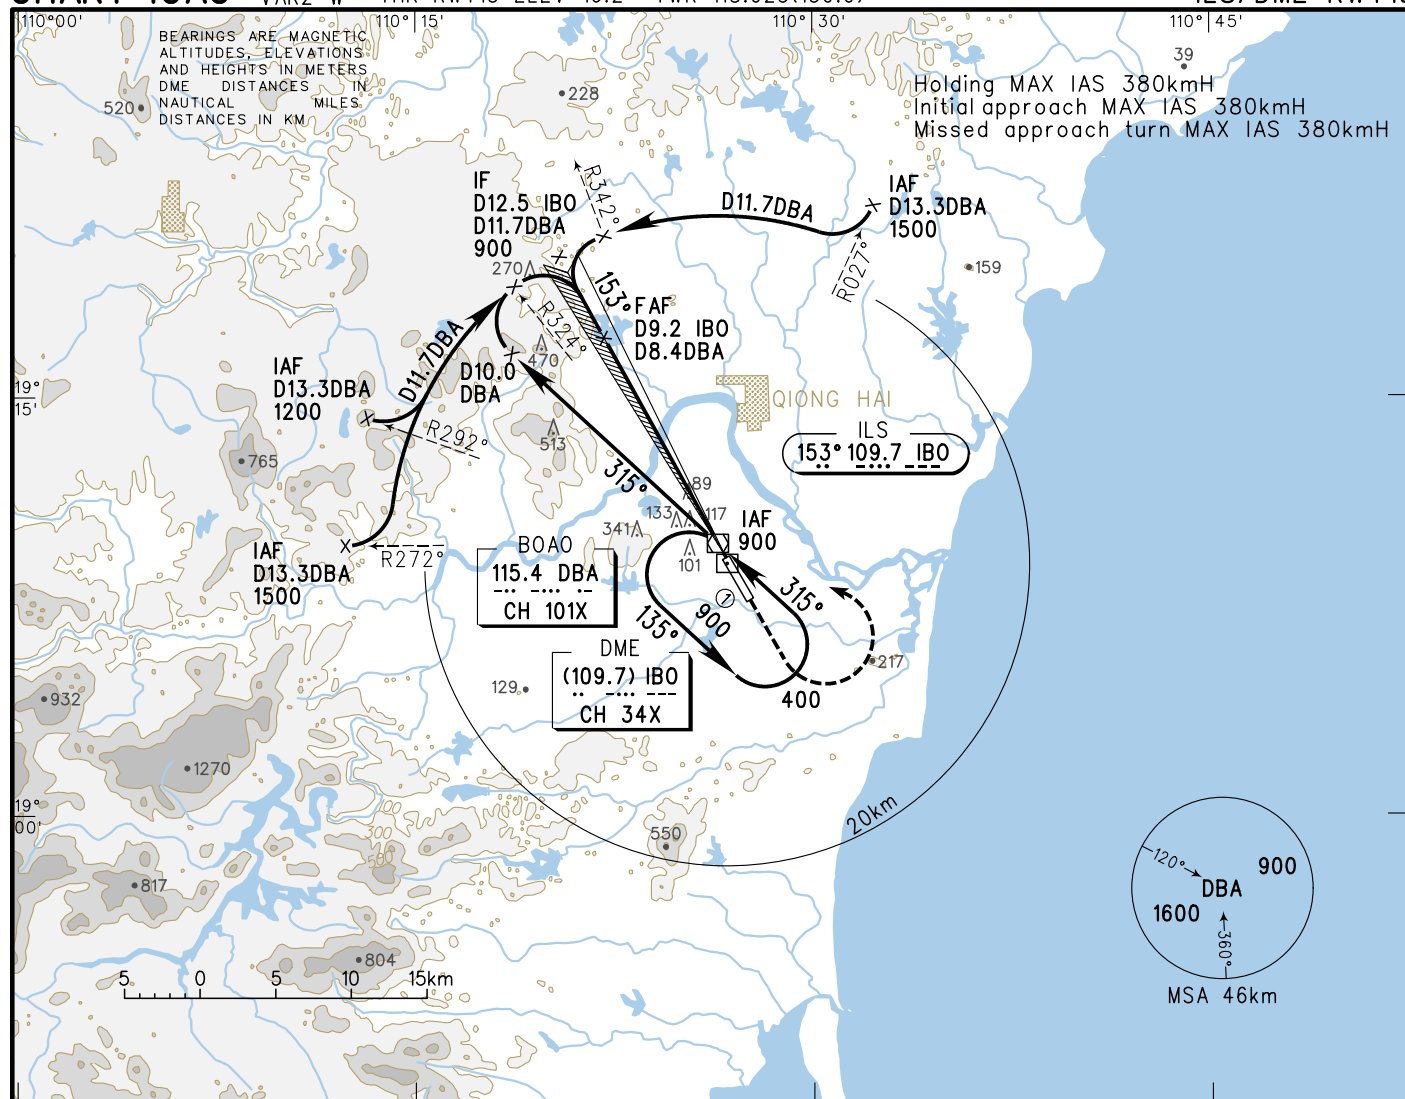 VAR2° W
110°00'
110°15'
110°30'
110°45'
BEARINGS ARE MAGNETIC
ALTITUDES, ELEVATIONS
AND HEIGHTS IN METERS
DME DISTANCES IN
NAUTICAL MILES
DISTANCES IN KM
520
228
39
Holding MAX IAS 380kmH
Initial approach MAX IAS 380kmH
Missed approach turn MAX IAS 380kmH
IF
D12.5 IBO
D11.7DBA
900
R342°
D11.7DBA
IAF
D13.3DBA
1500
R027°
159
270
153°
FAF
D9.2 IBO
D8.4DBA
R324°
470
D11.7DBA
IAF
D13.3DBA
1200
D10.0
DBA
19°
15'
R292°
513
765
QIONG HAI
ILS
153° 109.7 IBO
315°
89
133
117
341
101
IAF
900
IAF
D13.3DBA
1500
R272°
BOAO
115.4 DBA
CH 101X
1
900
135°
315°
DME
(109.7) IBO
CH 34X
129
217
400
932
1270
19°
00'
300
500
550
20km
817
804
5 0 5 10 15km
120°
DBA
900
1600
360°
MSA 46km